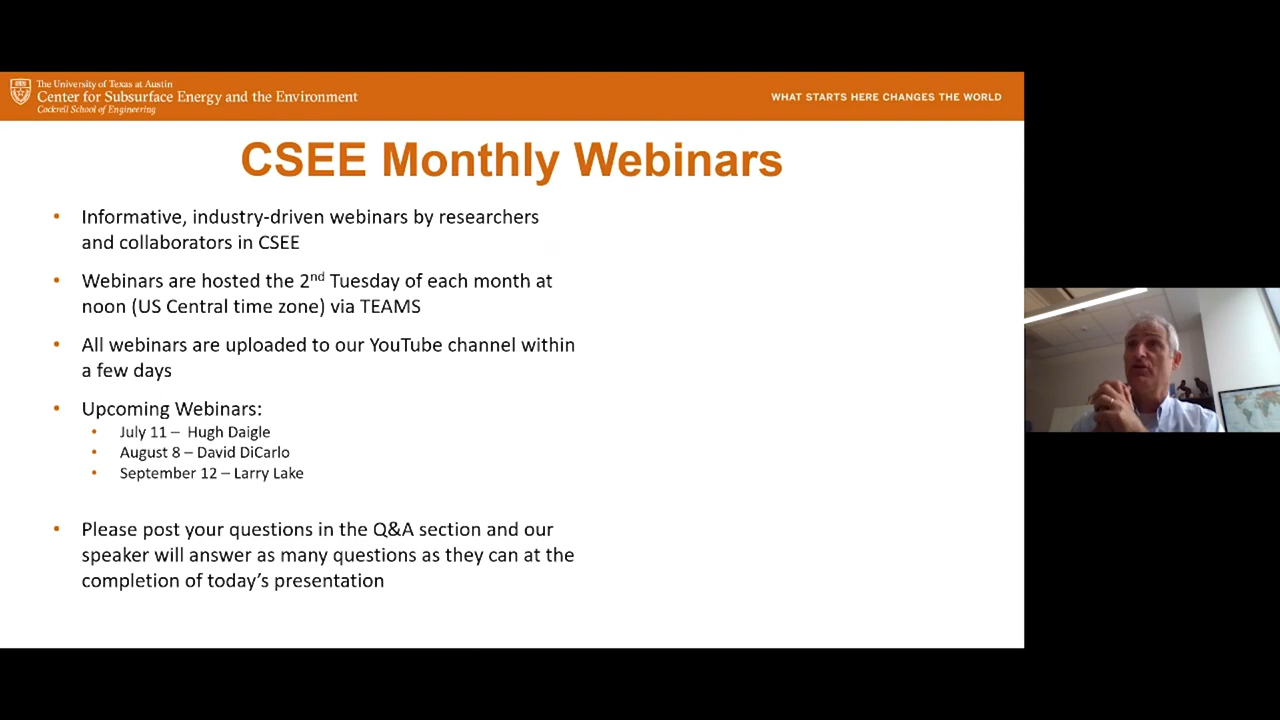 The University of Texas at Austin
Center for Subsurface Energy and the Environment
Cockrell School of Engineering
WHAT STARTS HERE CHANGES THE WORLD
CSEE Monthly Webinars
• Informative, industry-driven webinars by researchers
and collaborators in CSEE
• Webinars are hosted the 2nd Tuesday of each month at
noon (US Central time zone) via TEAMS
• All webinars are uploaded to our YouTube channel within
a few days
• Upcoming Webinars:
• July 11 – Hugh Daigle
• August 8 – David DiCarlo
• September 12 – Larry Lake
• Please post your questions in the Q&A section and our
speaker will answer as many questions as they can at the
completion of today's presentation